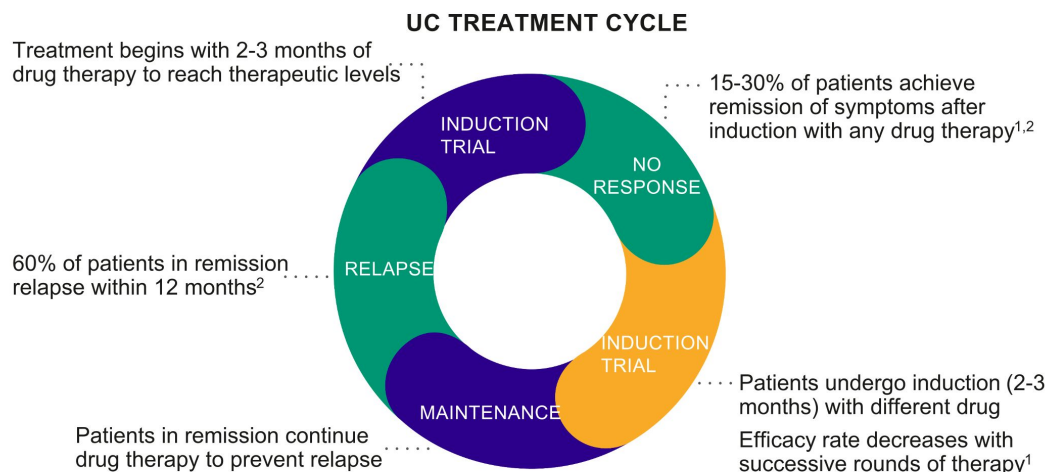 UC TREATMENT CYCLE
Treatment begins with 2-3 months of
drug therapy to reach therapeutic levels
15-30% of patients achieve
remission of symptoms after
induction with any drug therapy1,2
INDUCTION
TRIAL
NO
RESPONSE
60% of patients in remission
relapse within 12 months2
RELAPSE
INDUCTION
TRIAL
MAINTENANCE
Patients undergo induction (2-3
months) with different drug
Efficacy rate decreases with
successive rounds of therapy1
Patients in remission continue
drug therapy to prevent relapse